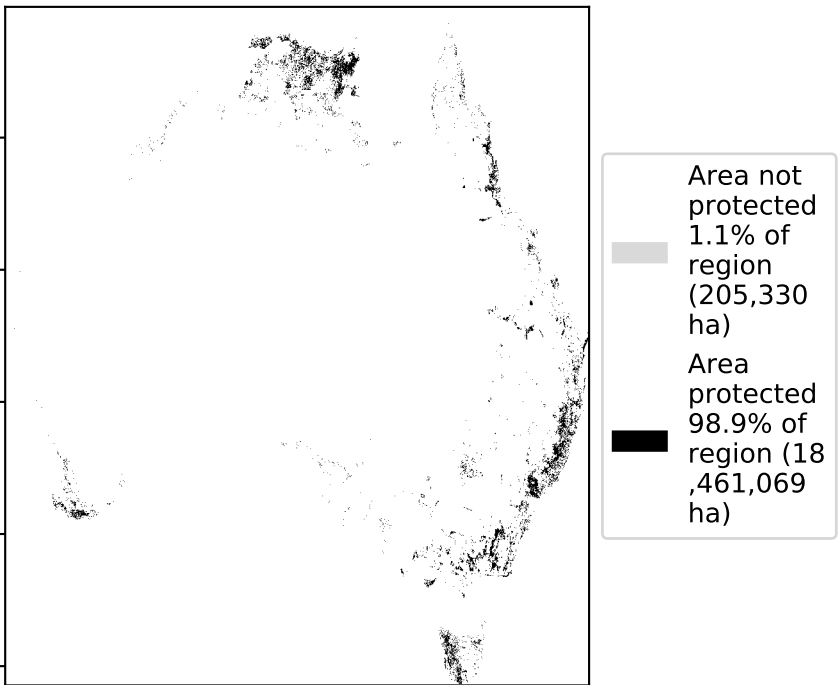 Area not
protected
1.1% of
region
(205,330
ha)
Area
protected
98.9% of
region (18
,461,069
ha)